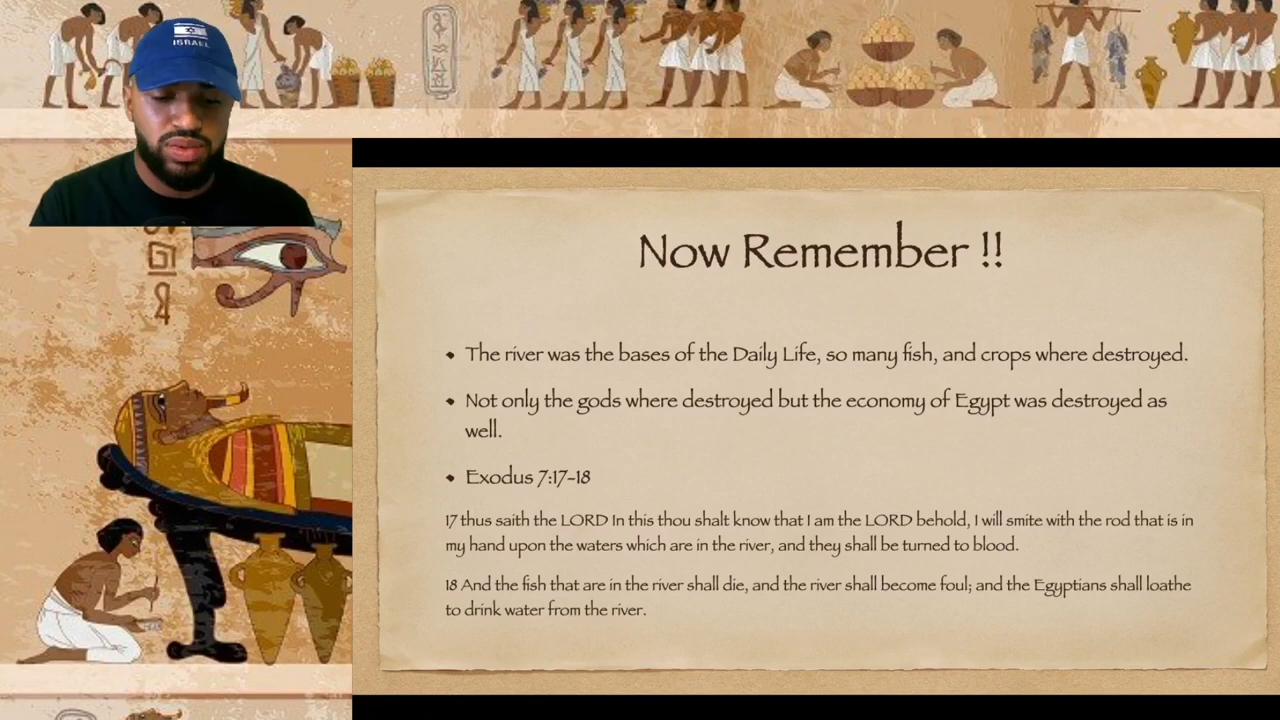 ISRAEL
Now Remember !!
• The river was the bases of the Daily Life, so many fish, and crops where destroyed.
• Not only the gods where destroyed but the economy of Egypt was destroyed as
well.
• Exodus 7:17-18
17 thus saith the LORD In this thou shalt know that I am the LORD behold, I will smite with the rod that is in
my hand upon the waters which are in the river, and they shall be turned to blood.
18 And the fish that are in the river shall die, and the river shall become foul; and the Egyptians shall loathe
to drink water from the river.